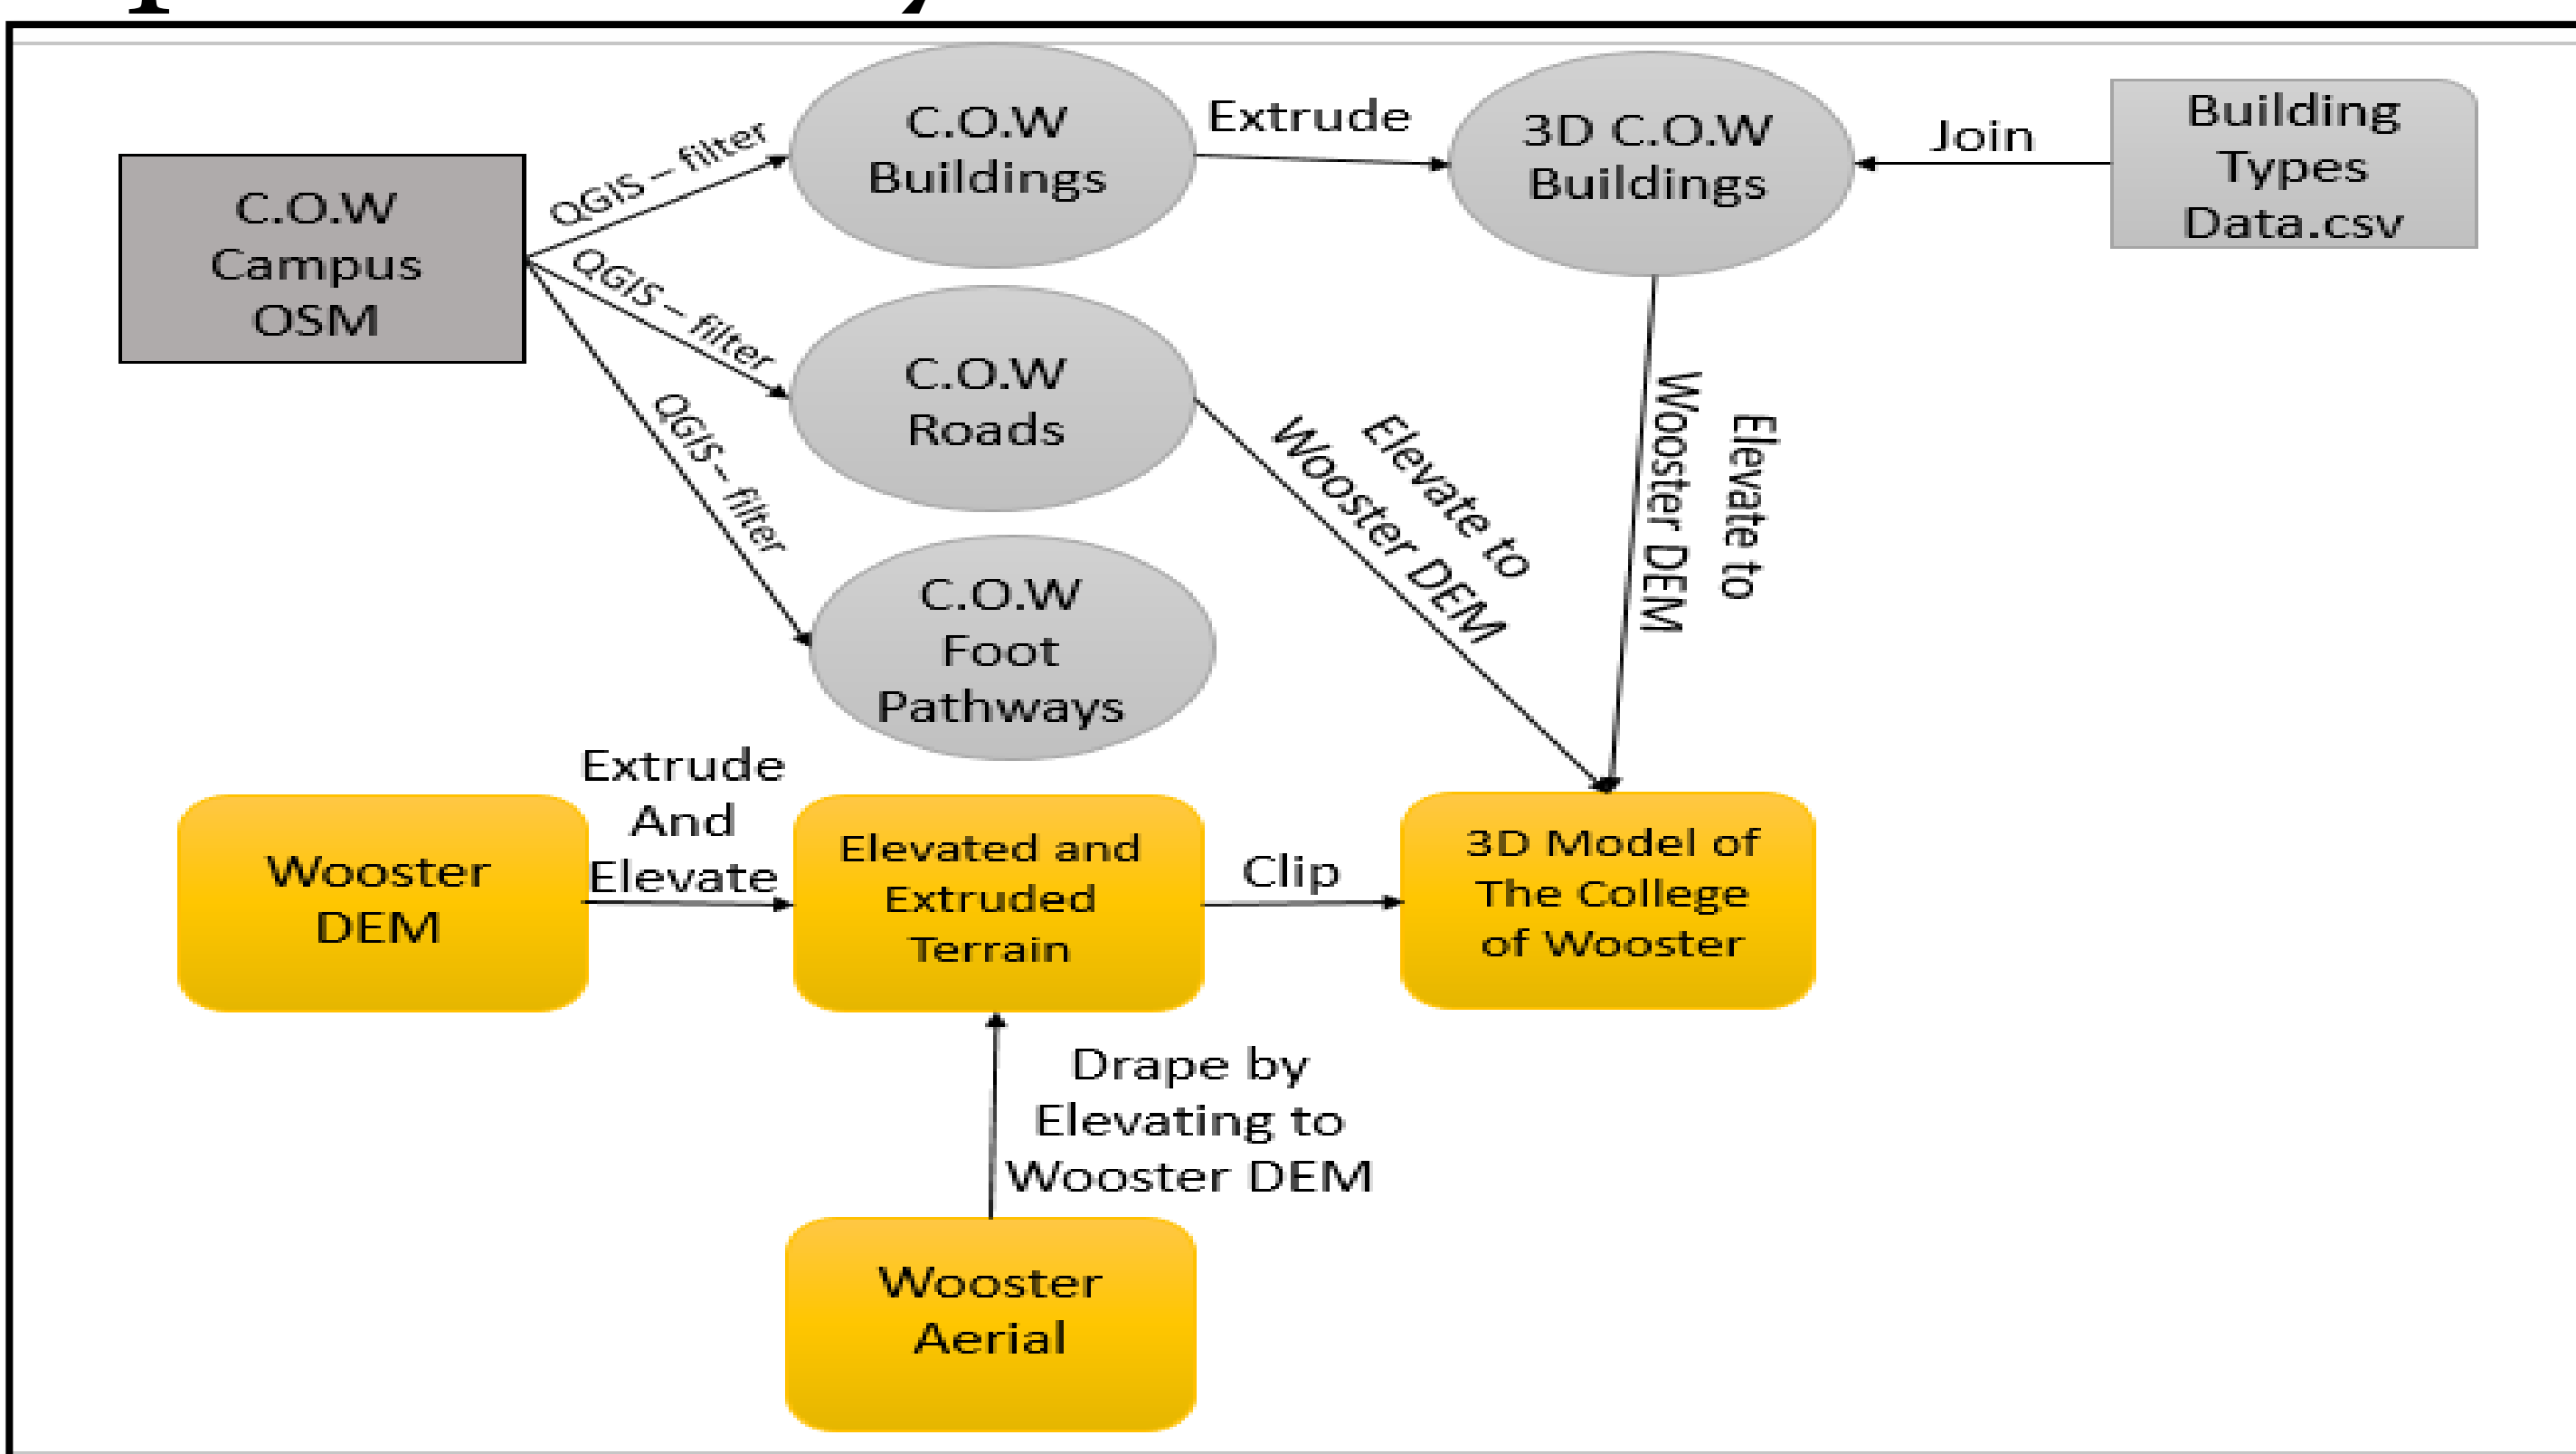 C.O.W
Campus
OSM
QGIS – filter
QGIS – filter
QGIS – filter
C.O.W
Buildings
Extrude
3D C.O.W
Buildings
Join
Building
Types
Data.csv
C.O.W
Roads
Elevate to
Wooster DEM
Elevate to
Wooster DEM
C.O.W
Foot
Pathways
Wooster
DEM
Extrude
And
Elevate
Elevated and
Extruded
Terrain
Clip
3D Model of
The College
of Wooster
Drape by
Elevating to
Wooster DEM
Wooster
Aerial